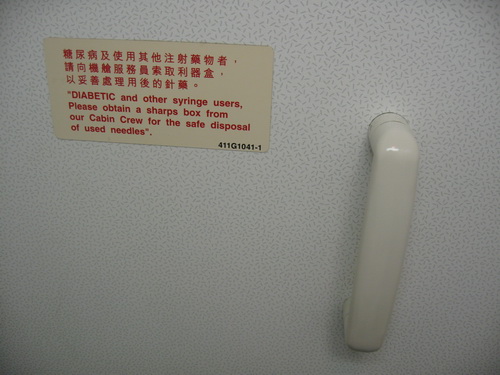 糖尿病及使用其他注射藥物者，
請向機艙服務員索取利器盒，
以妥善處理用後的針藥。
"DIABETIC and other syringe users,
Please obtain a sharps box from
our Cabin Crew for the safe disposal
of used needles".
411G1041-1